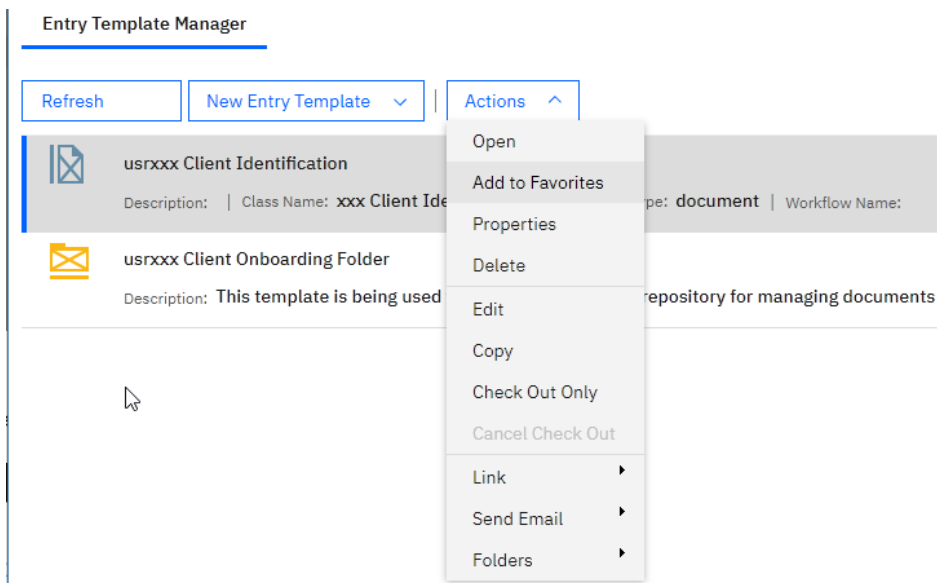 Entry Template Manager
Refresh
New Entry Template
Actions
Open
Add to Favorites
Properties
Delete
Edit
Copy
Check Out Only
Cancel Check Out
Link
Send Email
Folders
usrxxx Client Identification
Description: | Class Name: xxx Client Ide pe: document | Workflow Name:
usrxxx Client Onboarding Folder
Description: This template is being used repository for managing documents